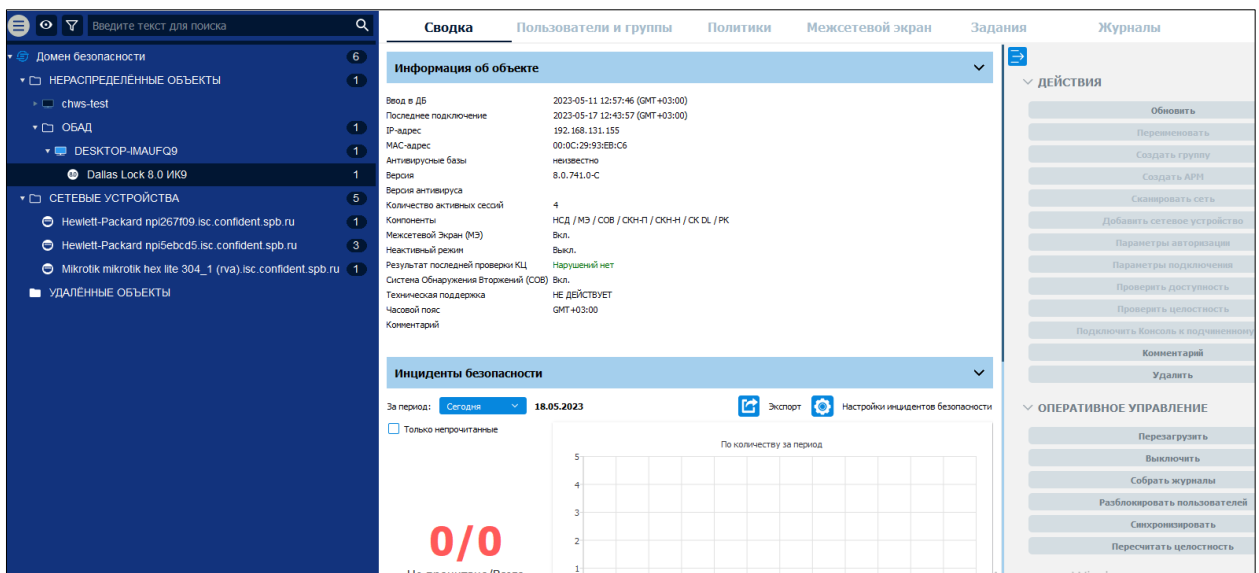 Введите текст для поиска
Домен безопасности 6
НЕРАСПРЕДЕЛЁННЫЕ ОБЪЕКТЫ 1
chws-test
ОБАД 1
DESKTOP-IMAUFQ9 1
8.0 Dallas Lock 8.0 ИК9 1
СЕТЕВЫЕ УСТРОЙСТВА 5
Hewlett-Packard npi267f09.isc.confident.spb.ru 1
Hewlett-Packard npi5ebcd5.isc.confident.spb.ru 3
Mikrotik mikrotik hex lite 304_1 (rva).isc.confident.spb.ru 1
УДАЛЁННЫЕ ОБЪЕКТЫ
Сводка Пользователи и группы Политики Межсетевой экран Задания Журналы
Информация об объекте
Ввод в ДБ 2023-05-11 12:57:46 (GMT+03:00)
Последнее подключение 2023-05-17 12:43:57 (GMT+03:00)
IP-адрес 192.168.131.155
MAC-адрес 00:0C:29:93:EB:C6
Антивирусные базы неизвестно
Версия 8.0.741.0-C
Версия антивируса
Количество активных сессий 4
Компоненты НСД / МЭ / СОВ / СКН-П / СКН-Н / СК DL / РК
Межсетевой Экран (МЭ) Вкл.
Неактивный режим Выкл.
Результат последней проверки КЦ Нарушений нет
Система Обнаружения Вторжений (СОВ) Вкл.
Техническая поддержка НЕ ДЕЙСТВУЕТ
Часовой пояс GMT+03:00
Комментарий
Инциденты безопасности
За период: Сегодня 18.05.2023 Экспорт Настройки инцидентов безопасности
Только непрочитанные
По количеству за период
5
4
3
2
1
0/0
Не прочитано/Всего
ДЕЙСТВИЯ
Обновить
Переименовать
Создать группу
Создать АРМ
Сканировать сеть
Добавить сетевое устройство
Параметры авторизации
Параметры подключения
Проверить доступность
Проверить целостность
Подключить Консоль к подчиненному
Комментарий
Удалить
ОПЕРАТИВНОЕ УПРАВЛЕНИЕ
Перезагрузить
Выключить
Собрать журналы
Разблокировать пользователей
Синхронизировать
Пересчитать целостность